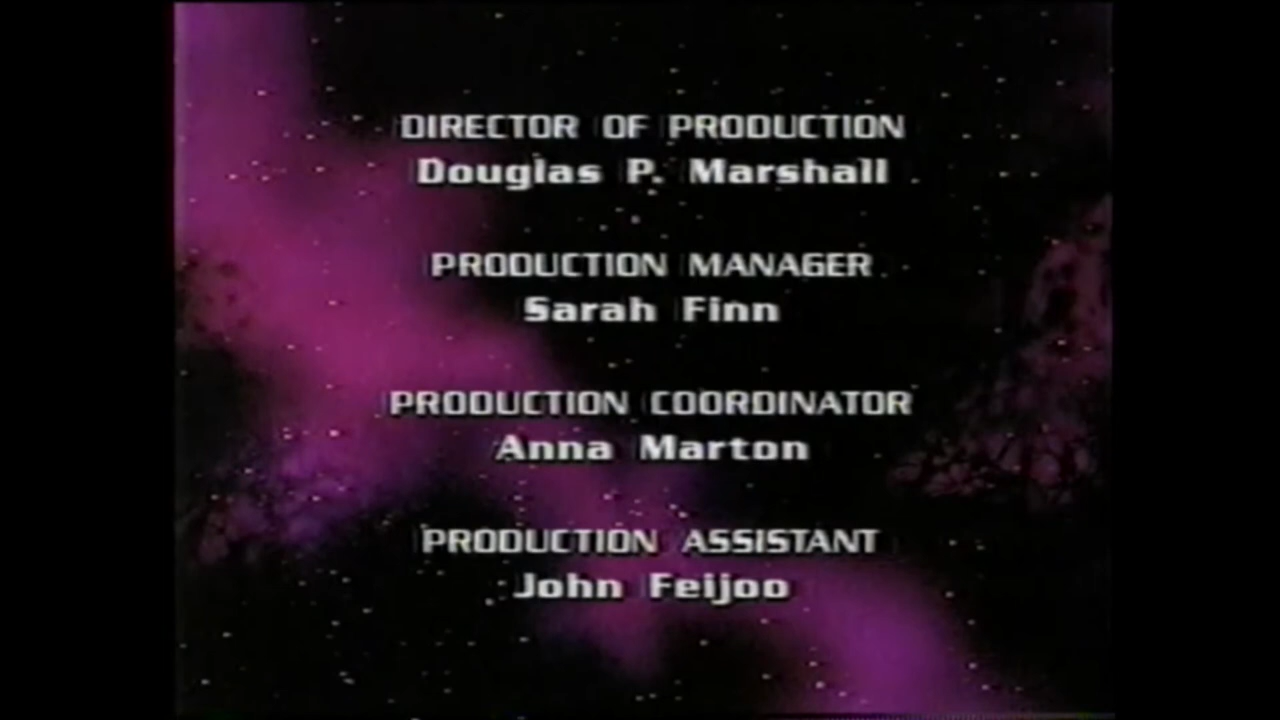 DIRECTOR OF PRODUCTION
Douglas P. Marshall
PRODUCTION MANAGER
Sarah Finn
PRODUCTION COORDINATOR
Anna Marton
PRODUCTION ASSISTANT
John Feijoo